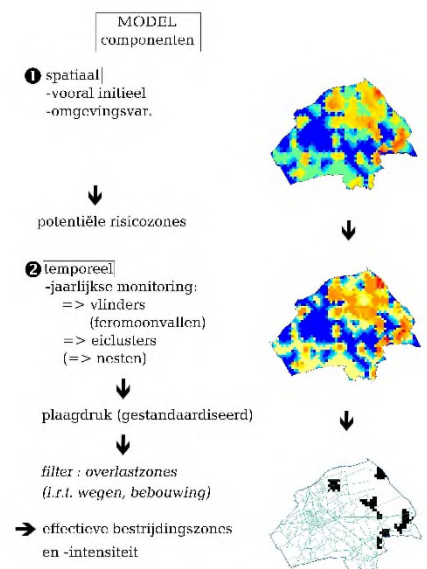 MODEL
componenten
❶ spatiaal
-vooral initieel
-omgevingsvar.
potentiële risicozones
❷ temporeel
-jaarlijkse monitoring:
=> vlinders
(feromoonvallen)
=> eiclusters
(=> nesten)
plaagdruk (gestandaardiseerd)
filter : overlastzones
(i.r.t. wegen, bebouwing)
➔ effectieve bestrijdingszones
en -intensiteit